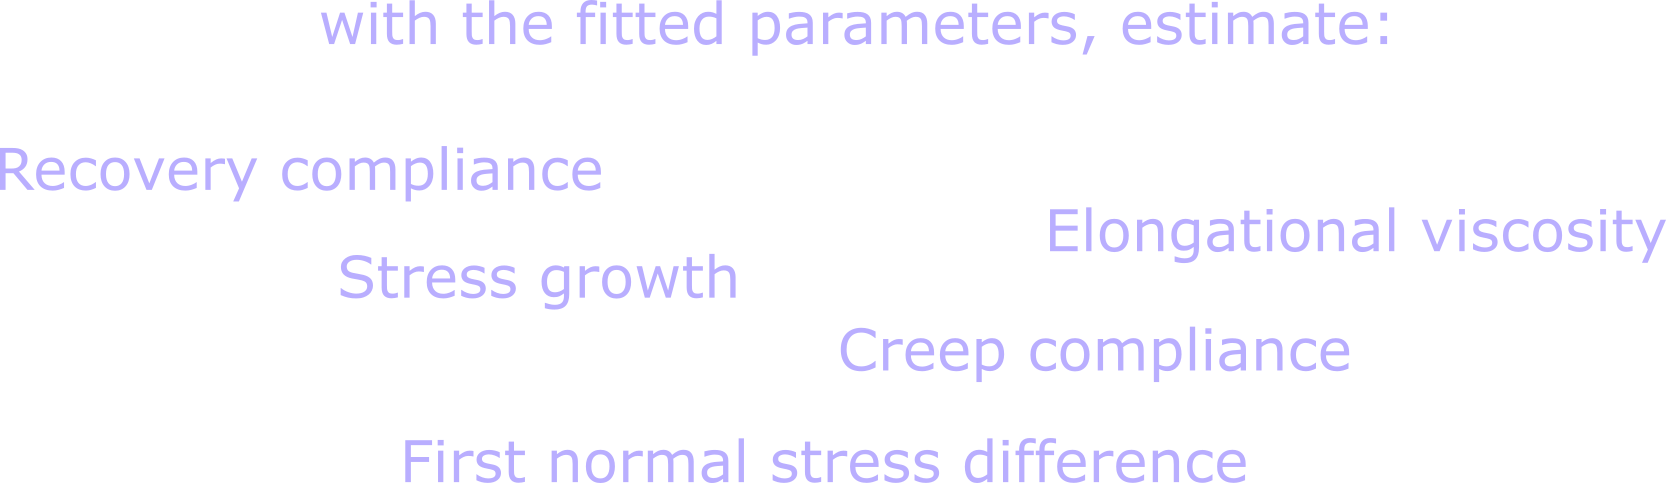 with the fitted parameters, estimate:
Recovery compliance
Elongational viscosity
Stress growth
Creep compliance
First normal stress difference